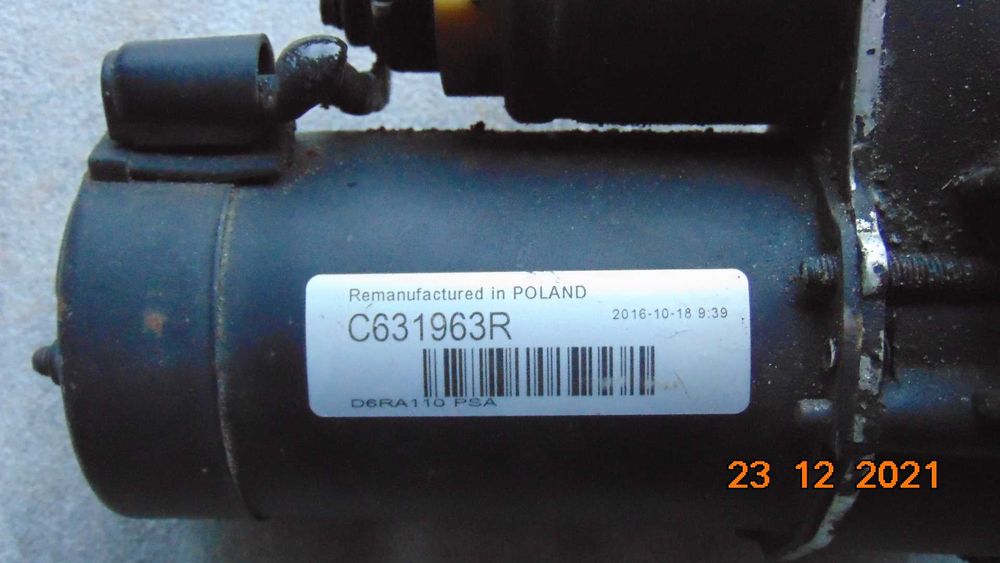 Remanufactured in POLAND
C631963R
2016-10-18 9:39
D6RA110 PSA
23 12 2021